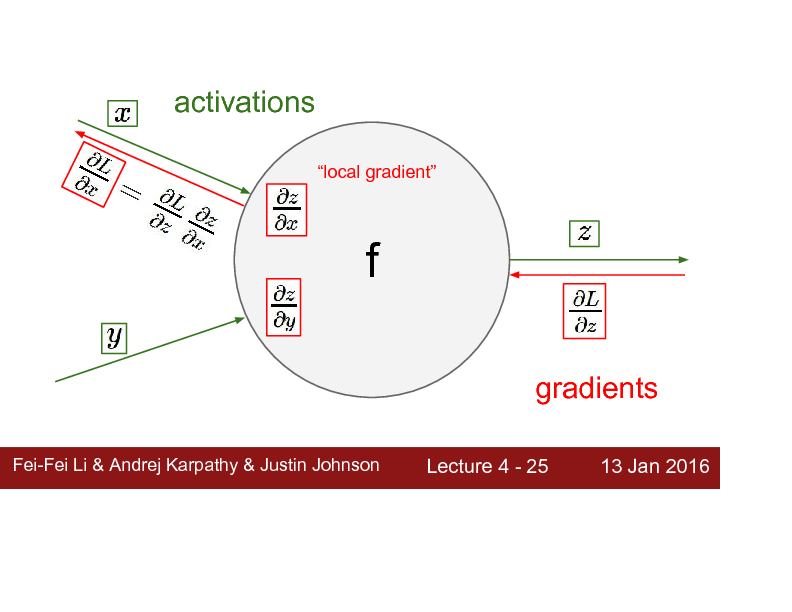 activations
x
∂L/∂x = ∂L/∂z ∂z/∂x
“local gradient”
∂z/∂x
f
z
∂z/∂y
∂L/∂z
y
gradients
Fei-Fei Li & Andrej Karpathy & Justin Johnson Lecture 4 - 25 13 Jan 2016